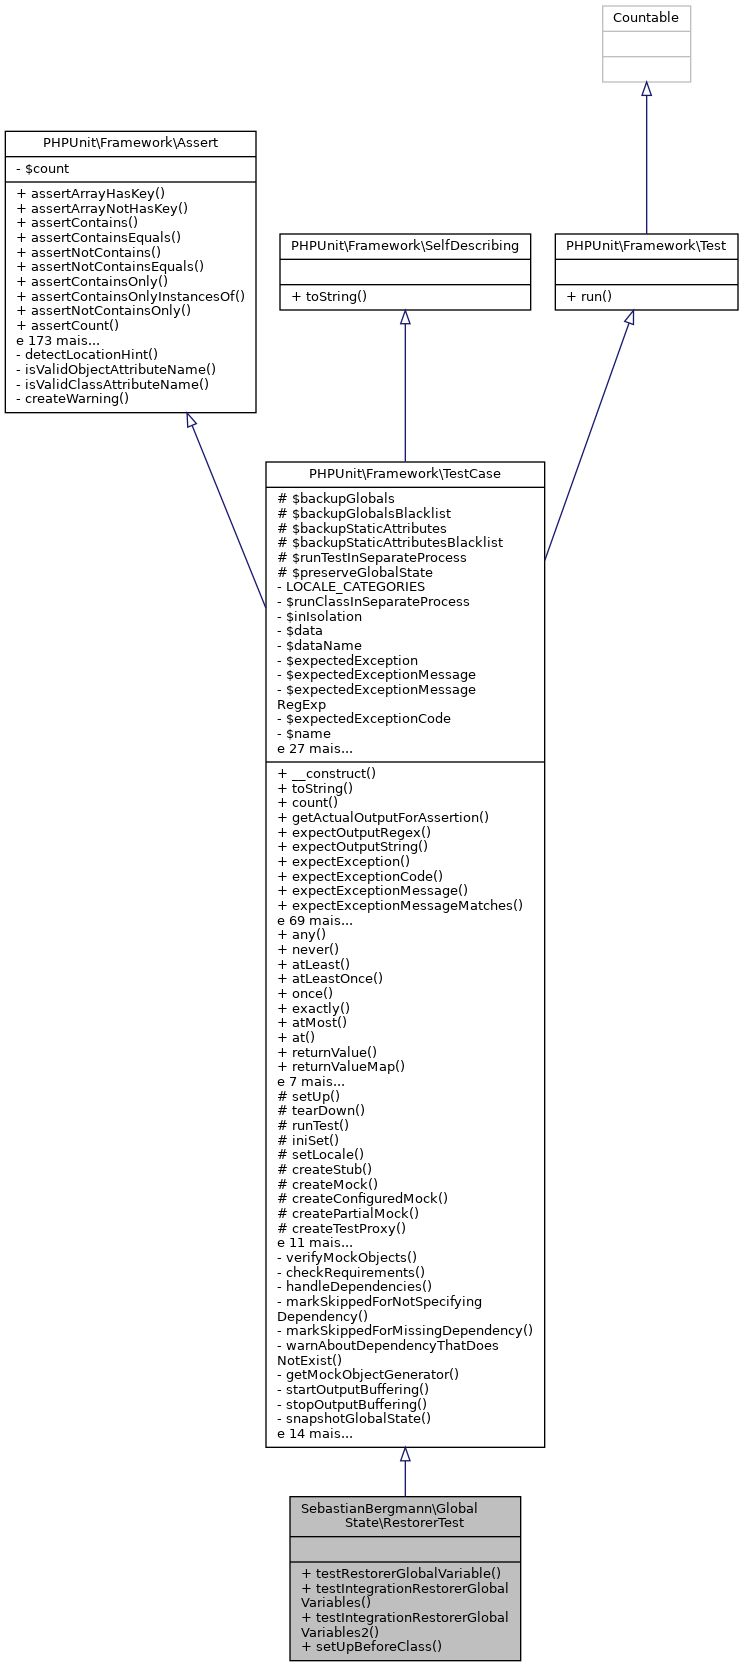 Countable
PHPUnit\Framework\Assert
- $count
+ assertArrayHasKey()
+ assertArrayNotHasKey()
+ assertContains()
+ assertContainsEquals()
+ assertNotContains()
+ assertNotContainsEquals()
+ assertContainsOnly()
+ assertContainsOnlyInstancesOf()
+ assertNotContainsOnly()
+ assertCount()
e 173 mais...
- detectLocationHint()
- isValidObjectAttributeName()
- isValidClassAttributeName()
- createWarning()
PHPUnit\Framework\SelfDescribing
+ toString()
PHPUnit\Framework\Test
+ run()
PHPUnit\Framework\TestCase
# $backupGlobals
# $backupGlobalsBlacklist
# $backupStaticAttributes
# $backupStaticAttributesBlacklist
# $runTestInSeparateProcess
# $preserveGlobalState
- LOCALE_CATEGORIES
- $runClassInSeparateProcess
- $inIsolation
- $data
- $dataName
- $expectedException
- $expectedExceptionMessage
- $expectedExceptionMessage
RegExp
- $expectedExceptionCode
- $name
e 27 mais...
+ __construct()
+ toString()
+ count()
+ getActualOutputForAssertion()
+ expectOutputRegex()
+ expectOutputString()
+ expectException()
+ expectExceptionCode()
+ expectExceptionMessage()
+ expectExceptionMessageMatches()
e 69 mais...
+ any()
+ never()
+ atLeast()
+ atLeastOnce()
+ once()
+ exactly()
+ atMost()
+ at()
+ returnValue()
+ returnValueMap()
e 7 mais...
# setUp()
# tearDown()
# runTest()
# iniSet()
# setLocale()
# createStub()
# createMock()
# createConfiguredMock()
# createPartialMock()
# createTestProxy()
e 11 mais...
- verifyMockObjects()
- checkRequirements()
- handleDependencies()
- markSkippedForNotSpecifying
Dependency()
- markSkippedForMissingDependency()
- warnAboutDependencyThatDoes
NotExist()
- getMockObjectGenerator()
- startOutputBuffering()
- stopOutputBuffering()
- snapshotGlobalState()
e 14 mais...
SebastianBergmann\Global
State\RestorerTest
+ testRestorerGlobalVariable()
+ testIntegrationRestorerGlobal
Variables()
+ testIntegrationRestorerGlobal
Variables2()
+ setUpBeforeClass()